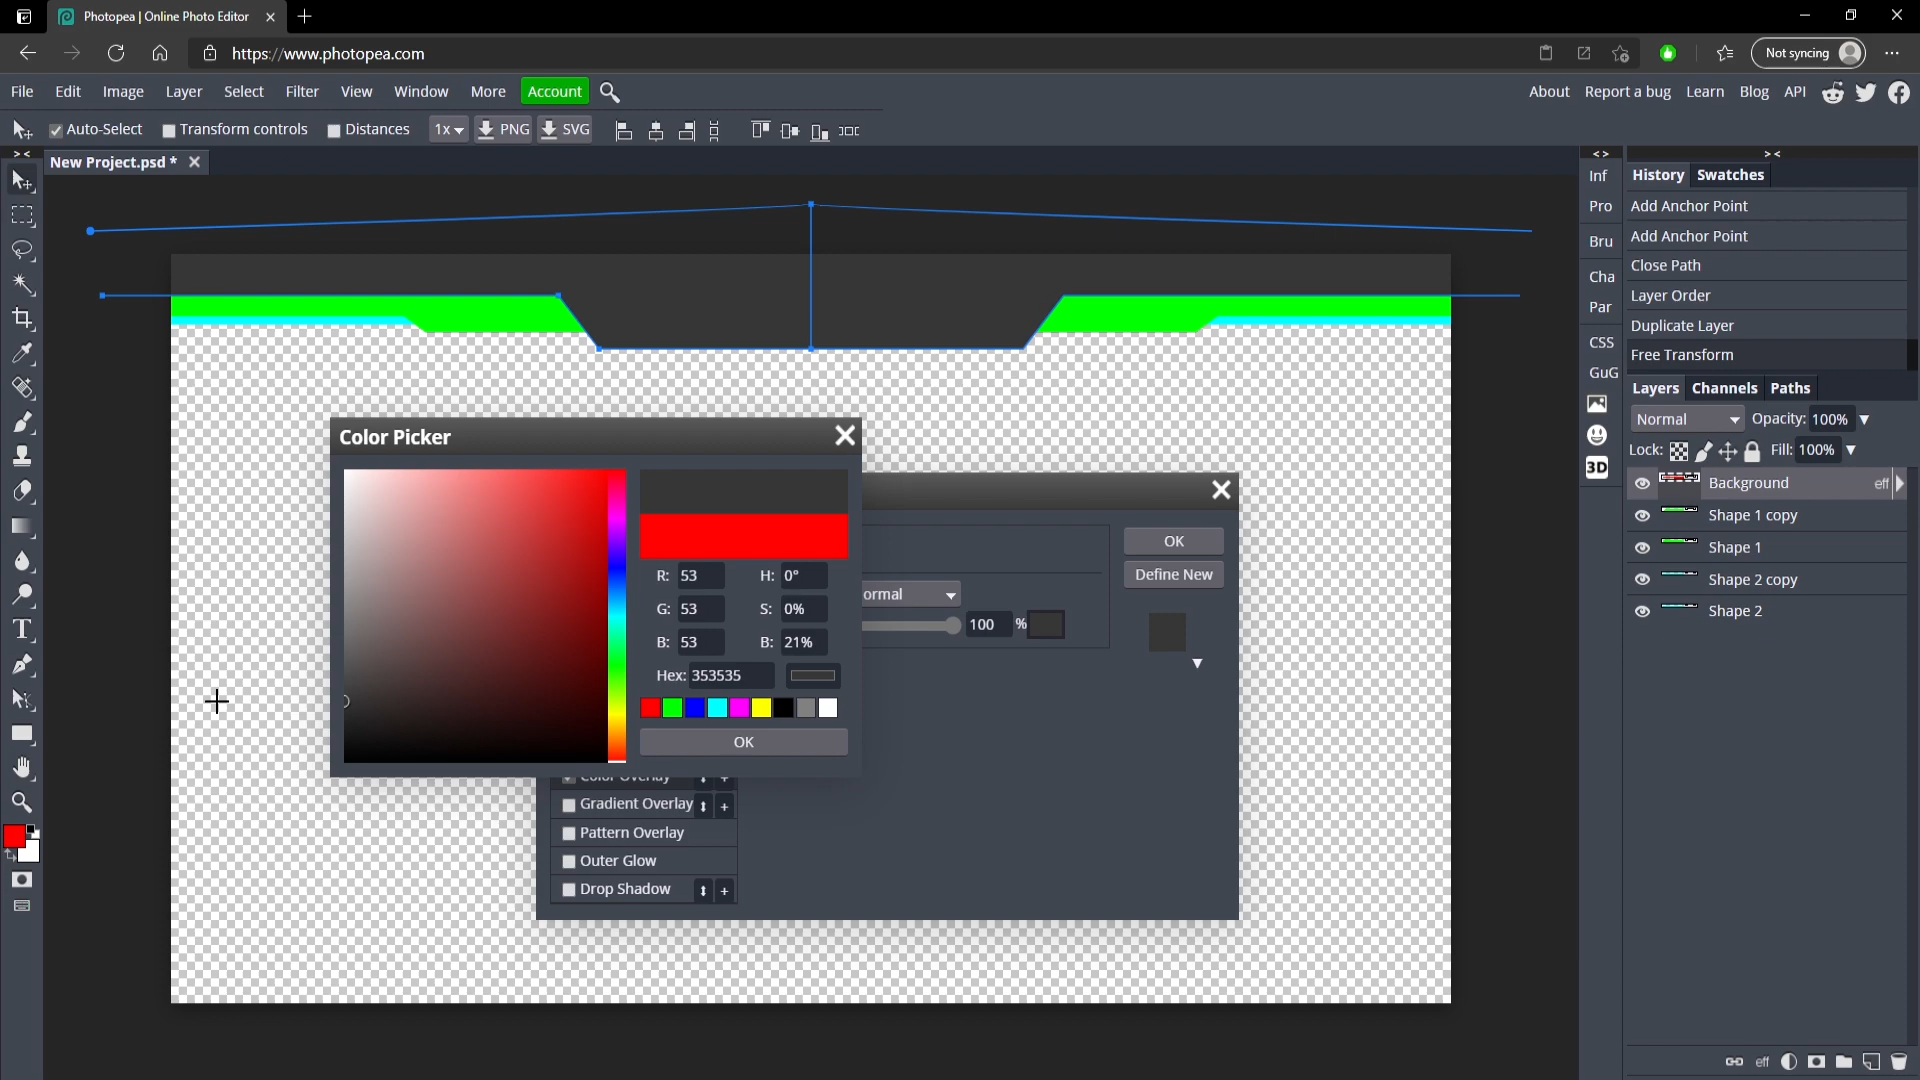 Photopea | Online Photo Editor
https://www.photopea.com
Not syncing
File Edit Image Layer Select Filter View Window More Account
About Report a bug Learn Blog API
Auto-Select Transform controls Distances 1x PNG SVG
> <
New Project.psd *
< >
> <
Inf
Pro
Bru
Cha
Par
CSS
GuG
3D
History Swatches
Add Anchor Point
Add Anchor Point
Close Path
Layer Order
Duplicate Layer
Free Transform
Layers Channels Paths
Normal Opacity: 100%
Lock: Fill: 100%
Background eff
Shape 1 copy
Shape 1
Shape 2 copy
Shape 2
eff
Color Picker
R: 53 H: 0°
G: 53 S: 0%
B: 53 B: 21%
Hex: 353535
OK
OK
Define New
ormal
100 %
Color Overlay +
Gradient Overlay +
Pattern Overlay
Outer Glow
Drop Shadow +